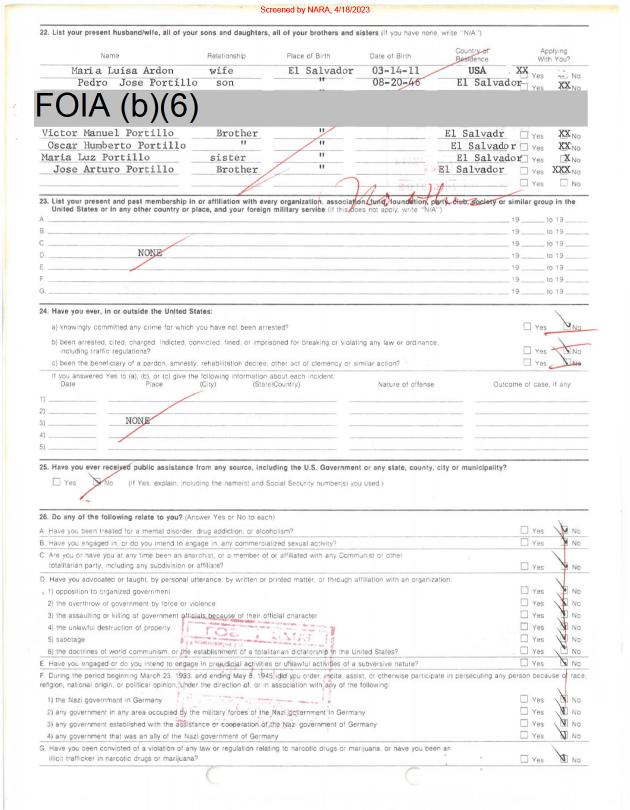 Screened by NARA, 4/18/2023
22. List your present husband/wife, all of your sons and daughters, all of your brothers and sisters (If you have none, write "N/A")
Name Relationship Place of Birth Date of Birth Country of Residence Applying With You?
Maria Luisa Ardon wife El Salvador 03-14-11 USA XX Yes No
Pedro Jose Portillo son " 08-20-46 El Salvador Yes XX No
FOIA (b)(6)
Victor Manuel Portillo Brother " El Salvadr Yes XX No
Oscar Humberto Portillo " " El Salvador Yes XX No
Maria Luz Portillo sister " El Salvador Yes X No
Jose Arturo Portillo Brother " El Salvador Yes XXX No
Yes No
23. List your present and past membership in or affiliation with every organization, association, fund, foundation, party, club, society or similar group in the
United States or in any other country or place, and your foreign military service (If this does not apply, write "N/A")
A 19 to 19
B. 19 to 19
C 19 to 19
D. NONE 19 to 19
E. 19 to 19
F 19 to 19
G. 19 to 19
24. Have you ever, in or outside the United States:
a) knowingly committed any crime for which you have not been arrested? Yes No
b) been arrested, cited, charged, indicted, convicted, fined, or imprisoned for breaking or violating any law or ordinance,
including traffic regulations? Yes No
c) been the beneficiary of a pardon, amnesty, rehabilitation decree, other act of clemency or similar action? Yes No
If you answered Yes to (a), (b), or (c) give the following information about each incident:
Date Place (City) (State/Country) Nature of offense Outcome of case, if any
1)
2)
3) NONE
4)
5)
25. Have you ever received public assistance from any source, including the U.S. Government or any state, county, city or municipality?
Yes No (If Yes, explain, including the name(s) and Social Security number(s) you used.)
26. Do any of the following relate to you? (Answer Yes or No to each)
A. Have you been treated for a mental disorder, drug addiction, or alcoholism? Yes No
B. Have you engaged in, or do you intend to engage in, any commercialized sexual activity? Yes No
C. Are you or have you at any time been an anarchist, or a member of or affiliated with any Communist or other
totalitarian party, including any subdivision or affiliate? Yes No
D. Have you advocated or taught, by personal utterance, by written or printed matter, or through affiliation with an organization:
1) opposition to organized government Yes No
2) the overthrow of government by force or violence Yes No
3) the assaulting or killing of government officials because of their official character Yes No
4) the unlawful destruction of property Yes No
5) sabotage Yes No
6) the doctrines of world communism, or the establishment of a totalitarian dictatorship in the United States? Yes No
E. Have you engaged or do you intend to engage in prejudicial activities or unlawful activities of a subversive nature? Yes No
F. During the period beginning March 23, 1933, and ending May 8, 1945, did you order, incite, assist, or otherwise participate in persecuting any person because of race,
religion, national origin, or political opinion, under the direction of, or in association with any of the following:
1) the Nazi government in Germany Yes No
2) any government in any area occupied by the military forces of the Nazi government in Germany Yes No
3) any government established with the assistance or cooperation of the Nazi government of Germany Yes No
4) any government that was an ally of the Nazi government of Germany Yes No
G. Have you been convicted of a violation of any law or regulation relating to narcotic drugs or marijuana, or have you been an
illicit trafficker in narcotic drugs or marijuana? Yes No